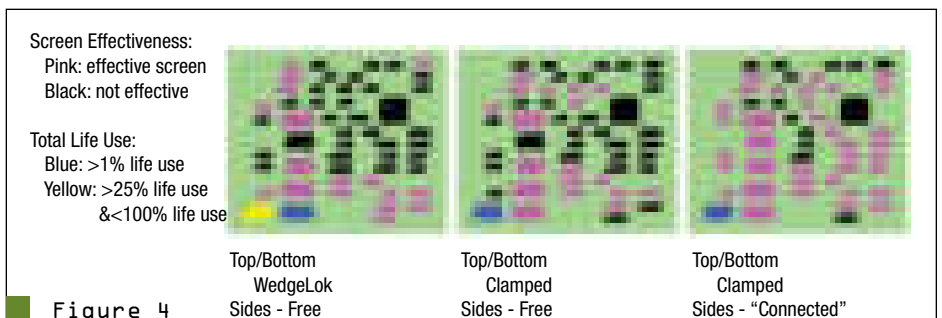 Screen Effectiveness:
Pink: effective screen
Black: not effective
Total Life Use:
Blue: >1% life use
Yellow: >25% life use
&<100% life use
Top/Bottom
WedgeLok
Sides - Free
Top/Bottom
Clamped
Sides - Free
Top/Bottom
Clamped
Sides - “Connected”
Figure 4